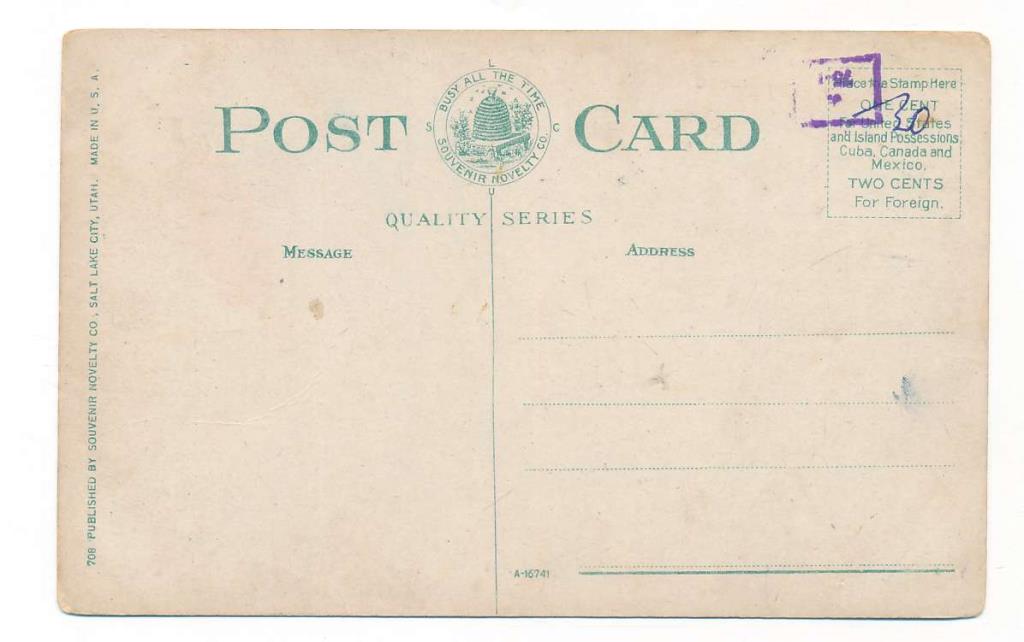 POST CARD
BUSY ALL THE TIME
SOUVENIR NOVELTY CO.
S L C U
QUALITY SERIES
MESSAGE
ADDRESS
Place the Stamp Here
ONE CENT
For United States
and Island Possessions,
Cuba, Canada and
Mexico.
TWO CENTS
For Foreign.
20
708 PUBLISHED BY SOUVENIR NOVELTY CO., SALT LAKE CITY, UTAH. MADE IN U. S. A.
A-16741